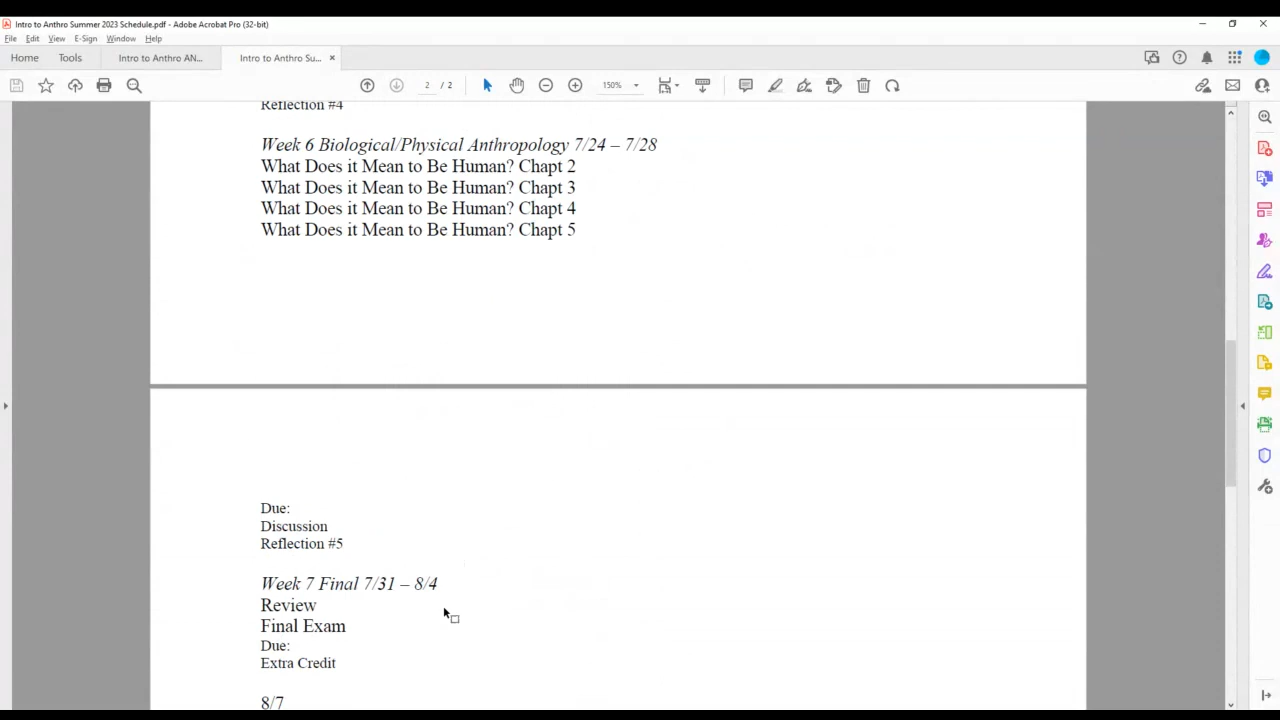 Intro to Anthro Summer 2023 Schedule.pdf - Adobe Acrobat Pro (32-bit)
File Edit View E-Sign Window Help
Home Tools Intro to Anthro AN... Intro to Anthro Su... ×
2 / 2 150%
Reflection #4
Week 6 Biological/Physical Anthropology 7/24 – 7/28
What Does it Mean to Be Human? Chapt 2
What Does it Mean to Be Human? Chapt 3
What Does it Mean to Be Human? Chapt 4
What Does it Mean to Be Human? Chapt 5
Due:
Discussion
Reflection #5
Week 7 Final 7/31 – 8/4
Review
Final Exam
Due:
Extra Credit
8/7